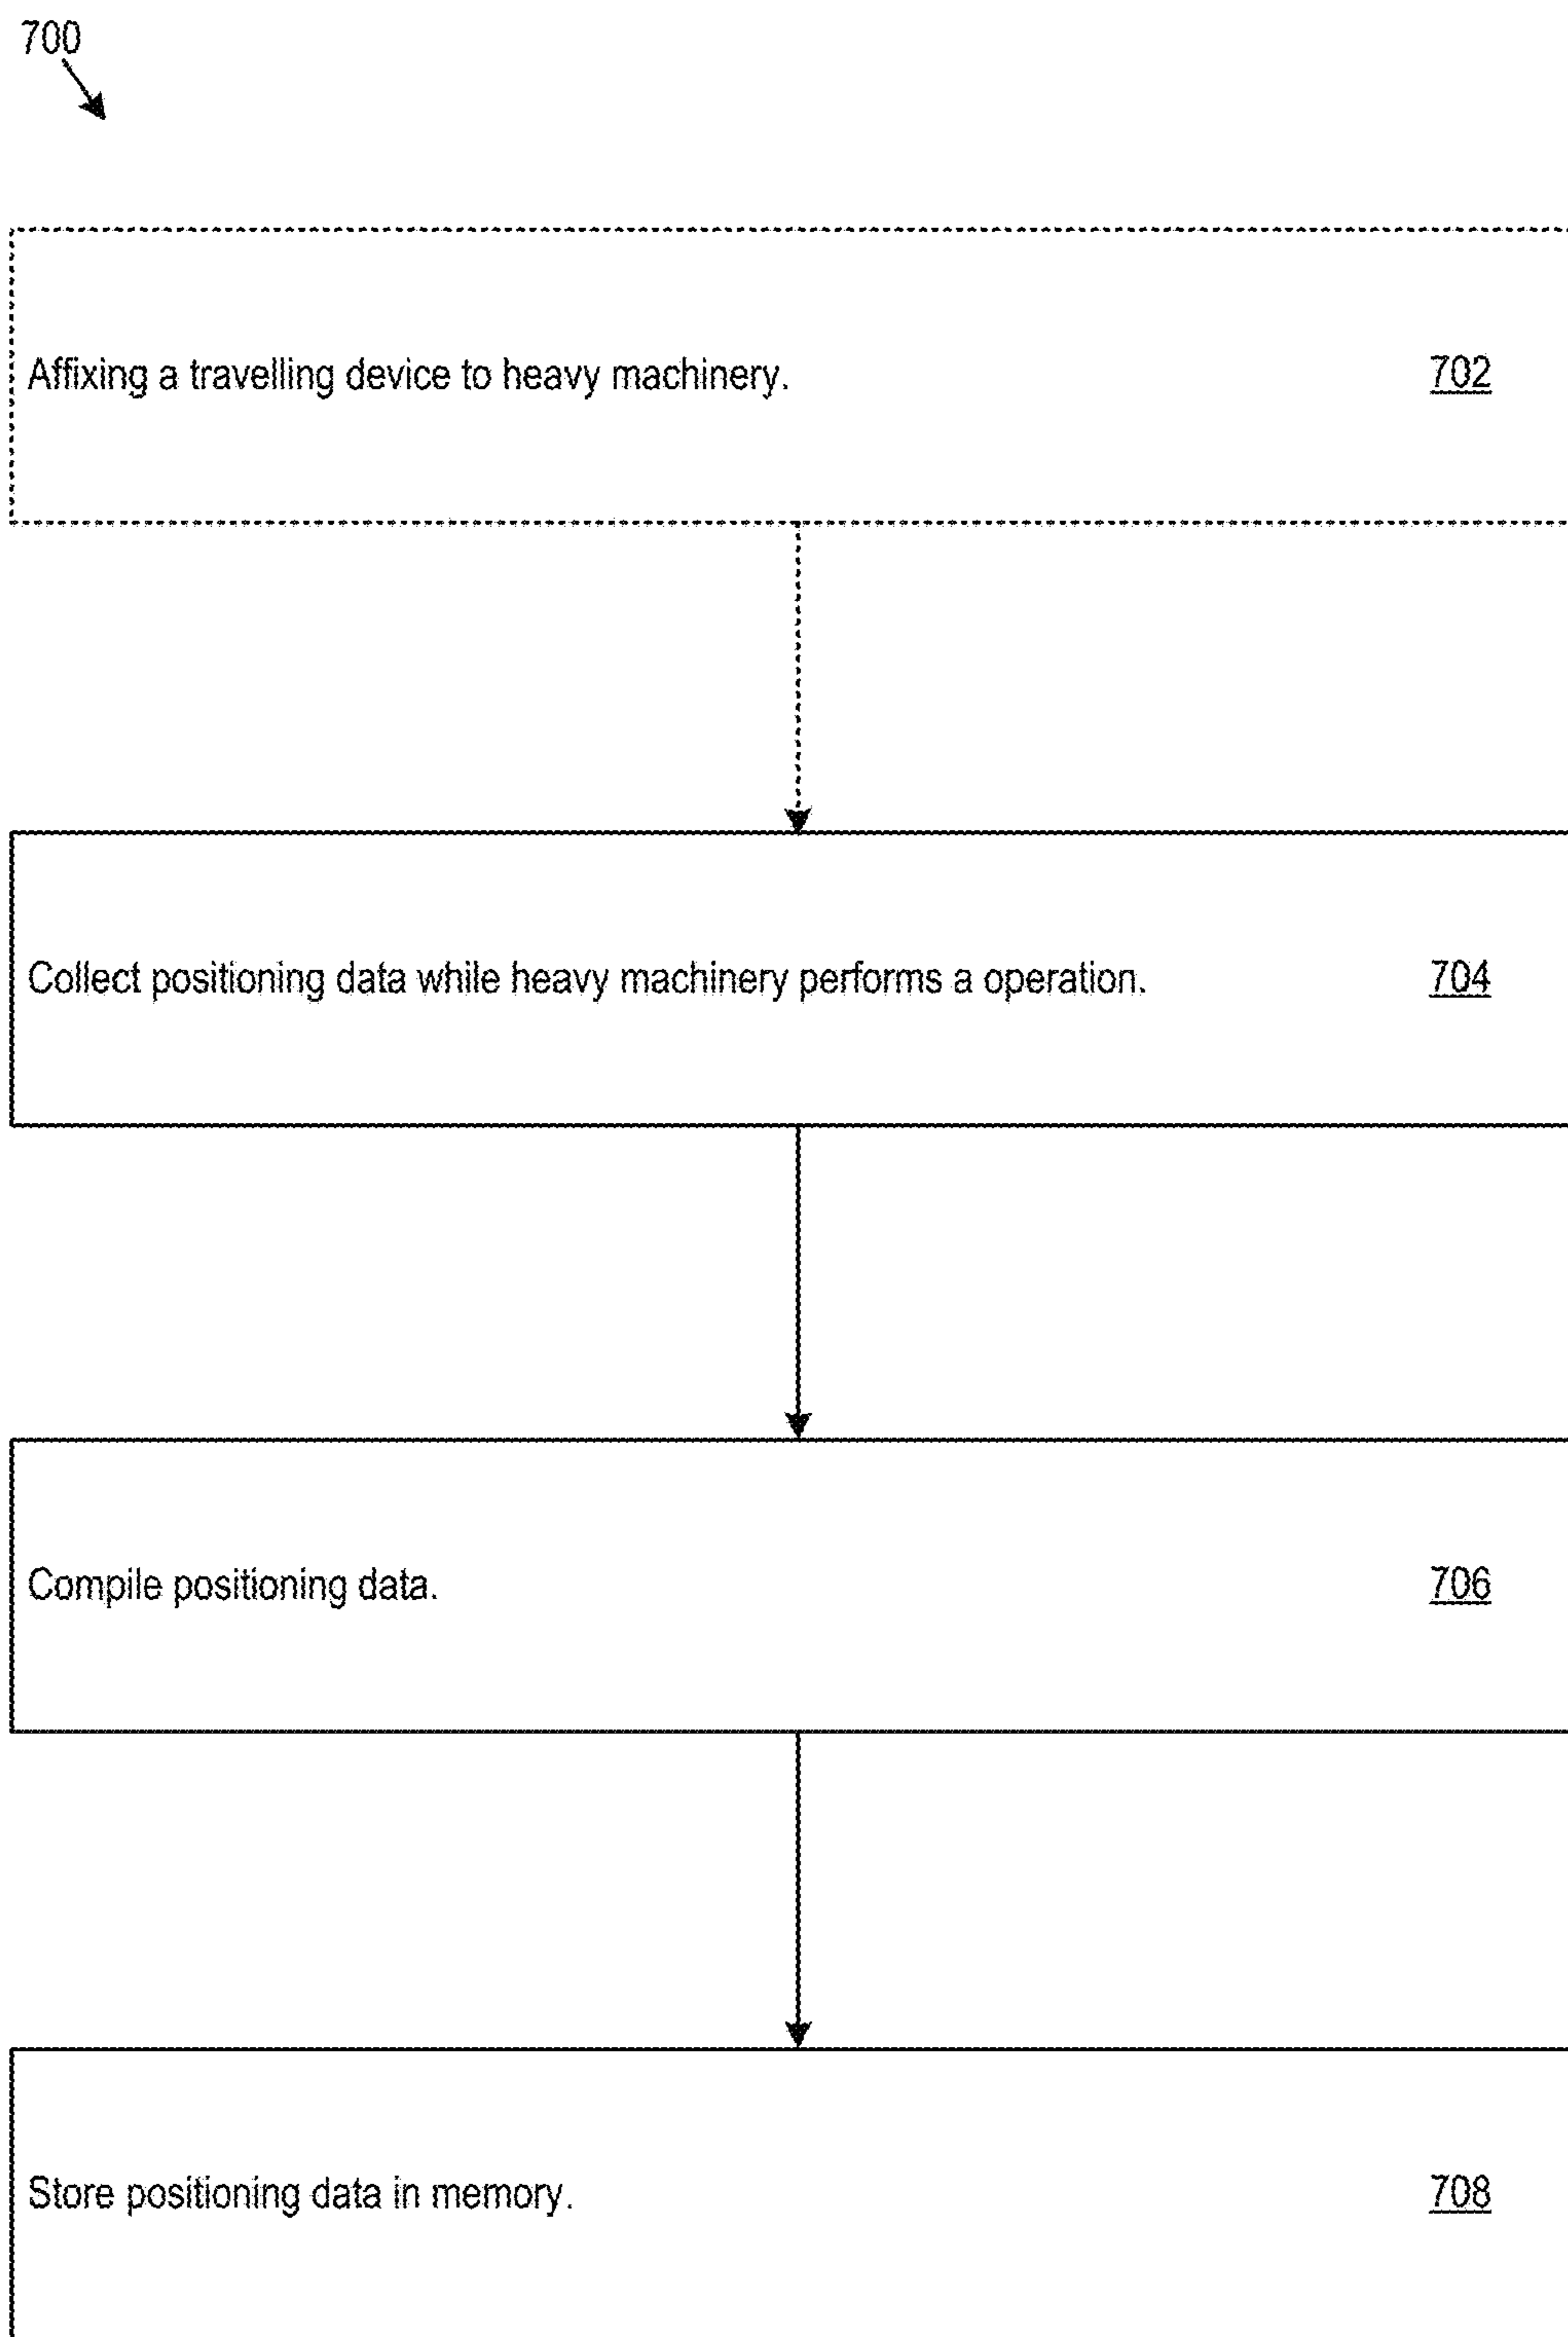 700
Affixing a travelling device to heavy machinery. 702
Collect positioning data while heavy machinery performs a operation. 704
Compile positioning data. 706
Store positioning data in memory. 708